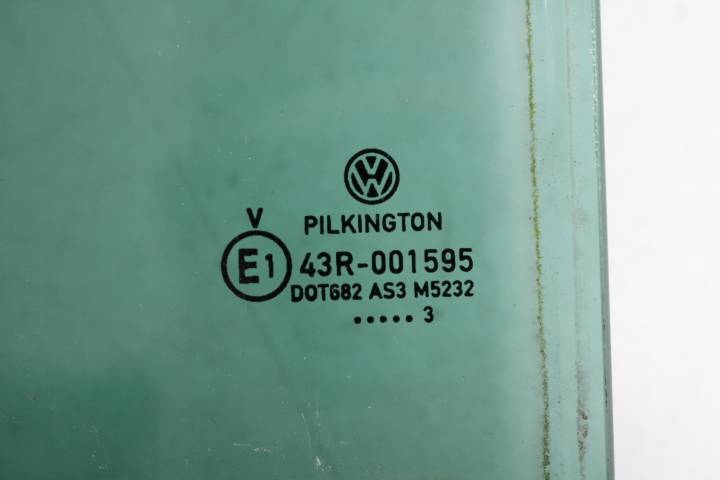 VW
PILKINGTON
V
E1 43R-001595
DOT682 AS3 M5232
..... 3